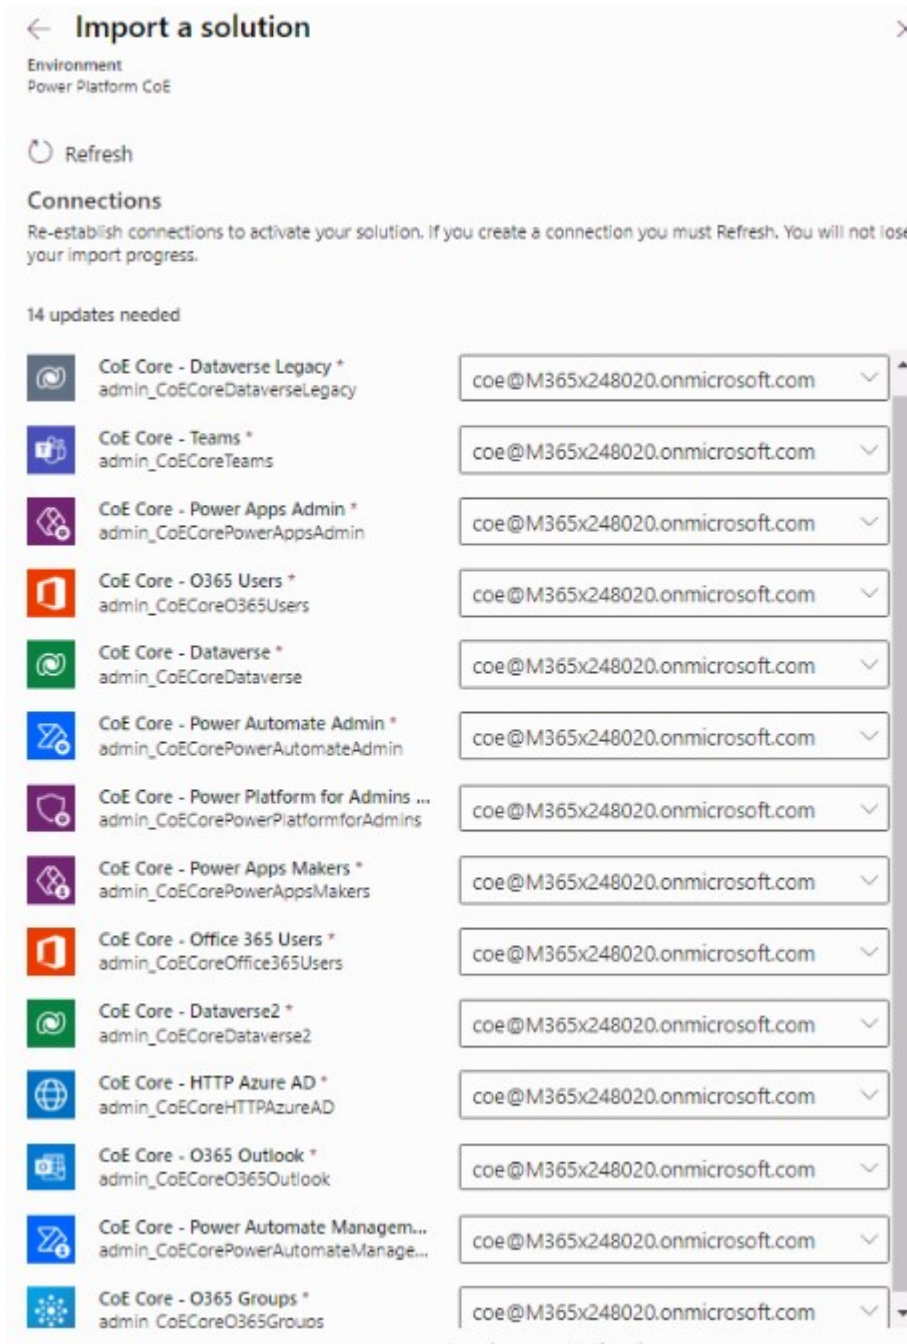 Import a solution
Environment
Power Platform CoE
Refresh
Connections
Re-establish connections to activate your solution. If you create a connection you must Refresh. You will not lose
your import progress.
14 updates needed
CoE Core - Dataverse Legacy *
admin_CoECoreDataverseLegacy
coe@M365x248020.onmicrosoft.com
CoE Core - Teams *
admin_CoECoreTeams
coe@M365x248020.onmicrosoft.com
CoE Core - Power Apps Admin *
admin_CoECorePowerAppsAdmin
coe@M365x248020.onmicrosoft.com
CoE Core - O365 Users *
admin_CoECoreO365Users
coe@M365x248020.onmicrosoft.com
CoE Core - Dataverse *
admin_CoECoreDataverse
coe@M365x248020.onmicrosoft.com
CoE Core - Power Automate Admin *
admin_CoECorePowerAutomateAdmin
coe@M365x248020.onmicrosoft.com
CoE Core - Power Platform for Admins ...
admin_CoECorePowerPlatformforAdmins
coe@M365x248020.onmicrosoft.com
CoE Core - Power Apps Makers *
admin_CoECorePowerAppsMakers
coe@M365x248020.onmicrosoft.com
CoE Core - Office 365 Users *
admin_CoECoreOffice365Users
coe@M365x248020.onmicrosoft.com
CoE Core - Dataverse2 *
admin_CoECoreDataverse2
coe@M365x248020.onmicrosoft.com
CoE Core - HTTP Azure AD *
admin_CoECoreHTTPAzureAD
coe@M365x248020.onmicrosoft.com
CoE Core - O365 Outlook *
admin_CoECoreO365Outlook
coe@M365x248020.onmicrosoft.com
CoE Core - Power Automate Managem...
admin_CoECorePowerAutomateManage...
coe@M365x248020.onmicrosoft.com
CoE Core - O365 Groups *
admin_CoECoreO365Groups
coe@M365x248020.onmicrosoft.com